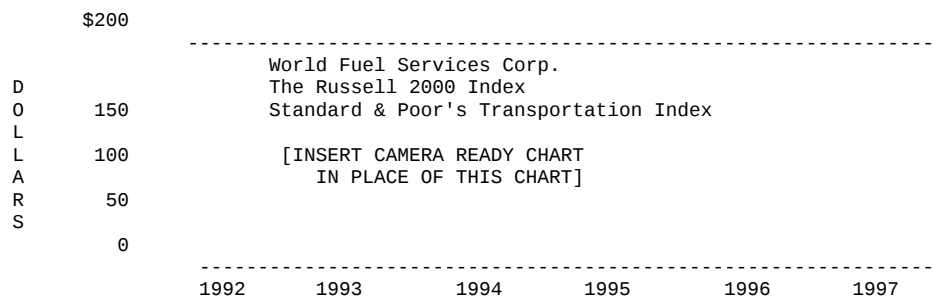 $200
--------------------------------------------------------------
World Fuel Services Corp.
D The Russell 2000 Index
O 150 Standard & Poor's Transportation Index
L
L 100 [INSERT CAMERA READY CHART
A IN PLACE OF THIS CHART]
R 50
S
0
--------------------------------------------------------------
1992 1993 1994 1995 1996 1997